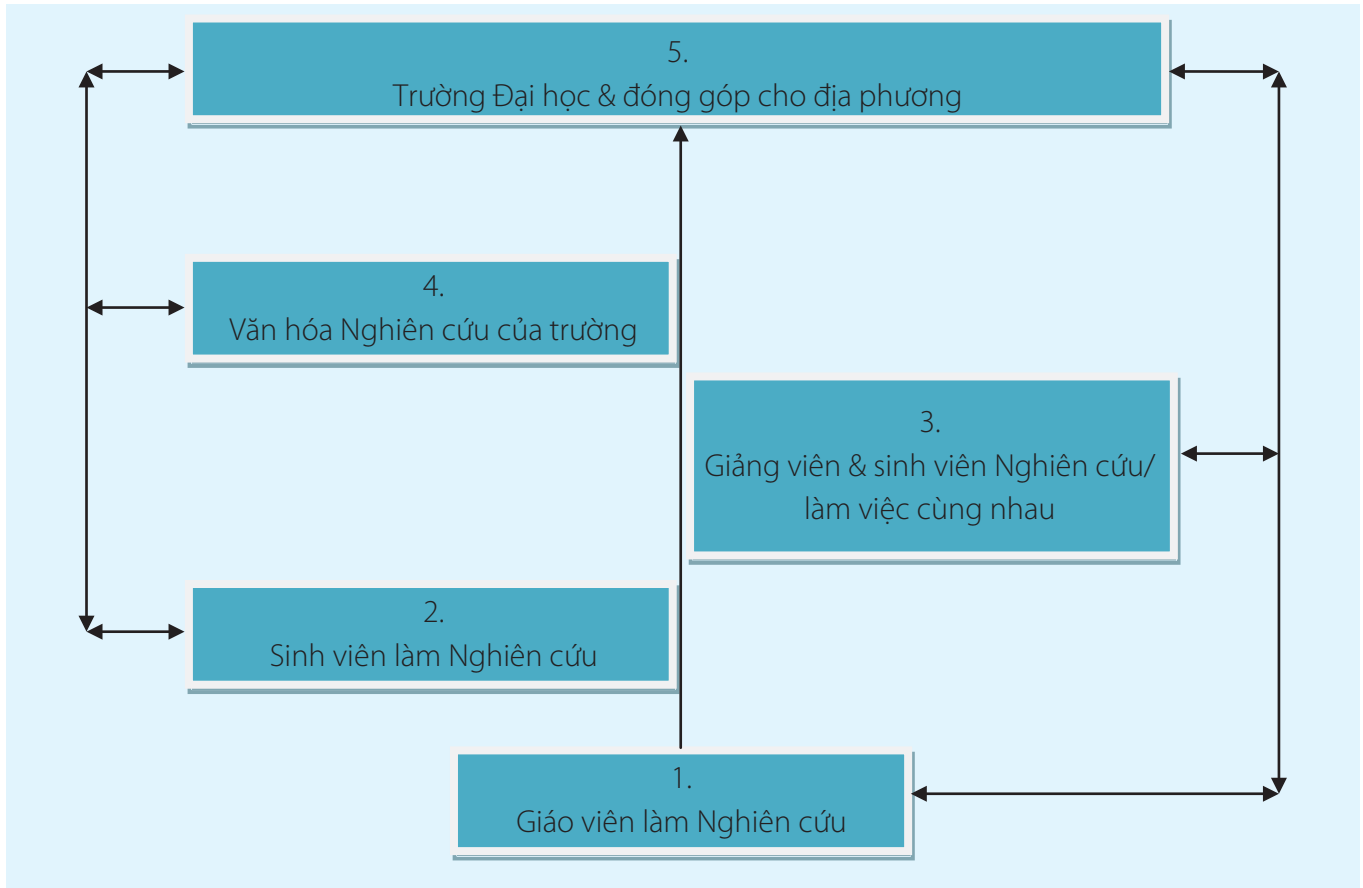 5.
Trường Đại học & đóng góp cho địa phương
4.
Văn hóa Nghiên cứu của trường
3.
Giảng viên & sinh viên Nghiên cứu/
làm việc cùng nhau
2.
Sinh viên làm Nghiên cứu
1.
Giáo viên làm Nghiên cứu